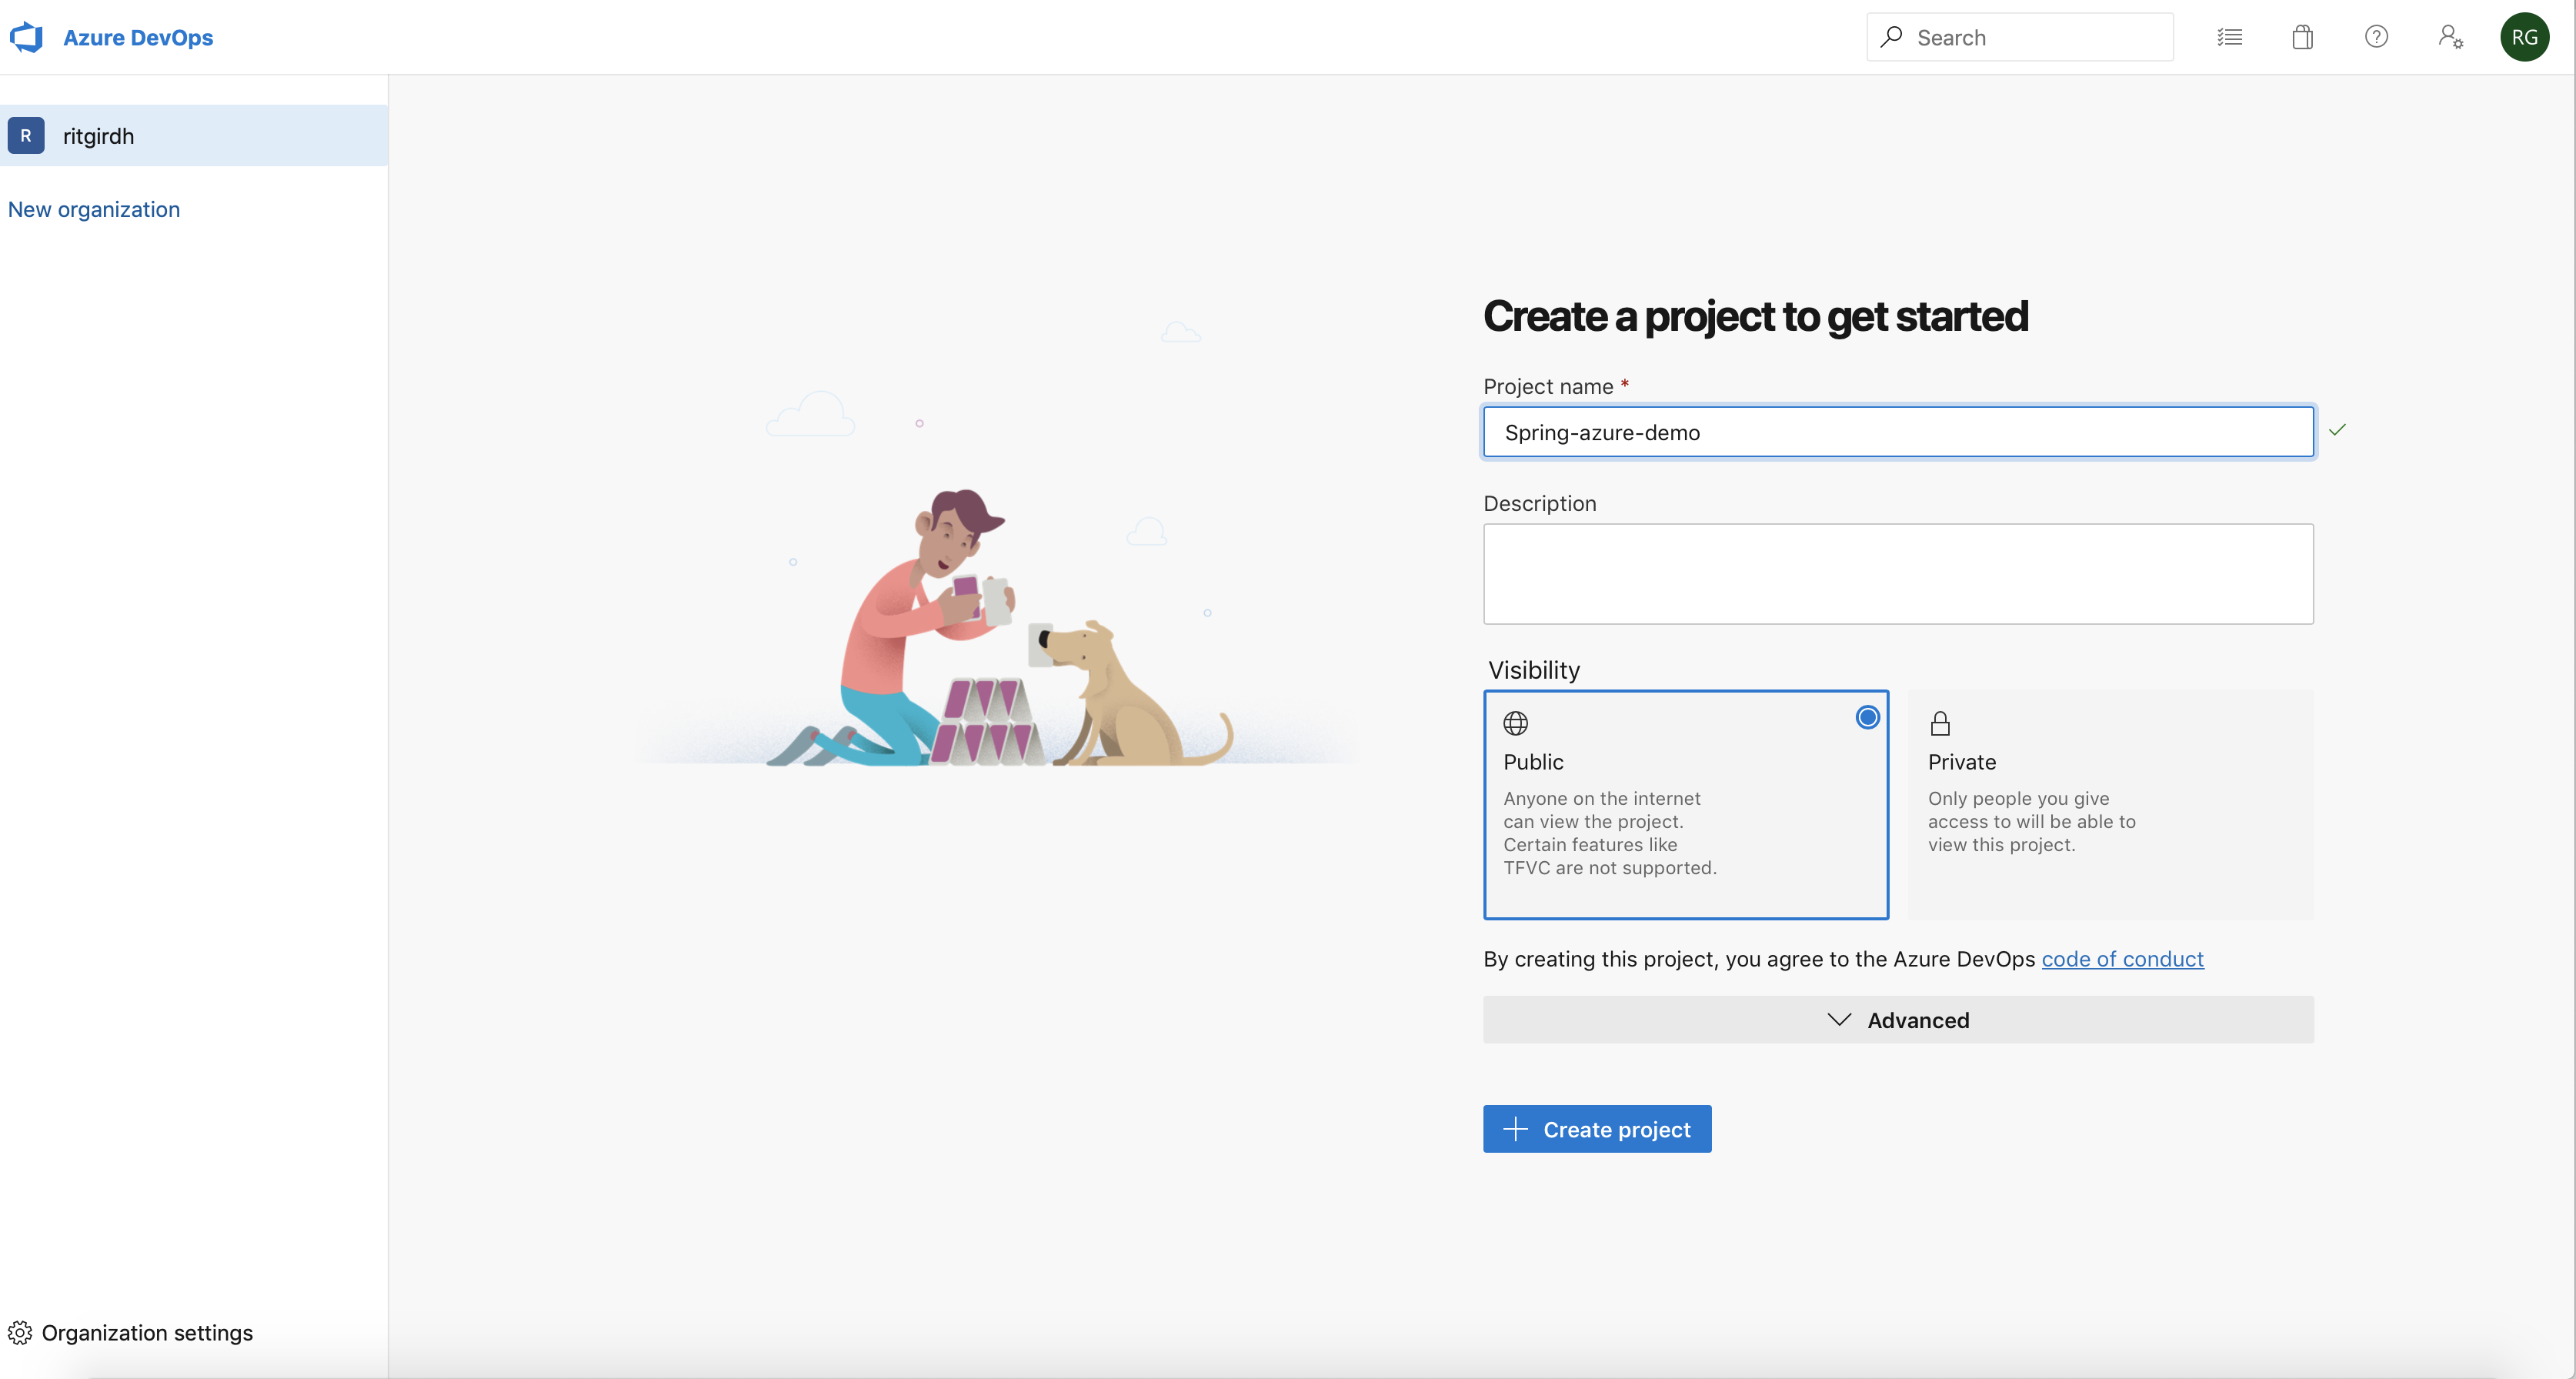 Azure DevOps
Search
RG
R ritgirdh
New organization
Create a project to get started
Project name *
Spring-azure-demo
Description
Visibility
Public
Anyone on the internet
can view the project.
Certain features like
TFVC are not supported.
Private
Only people you give
access to will be able to
view this project.
By creating this project, you agree to the Azure DevOps code of conduct
Advanced
Create project
Organization settings